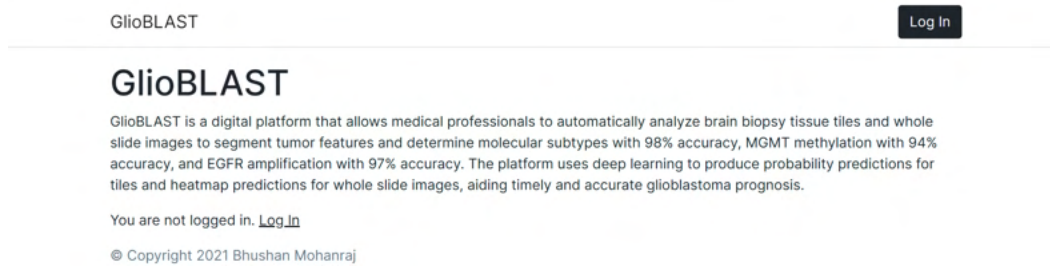 GlioBLAST
Log In
GlioBLAST
GlioBLAST is a digital platform that allows medical professionals to automatically analyze brain biopsy tissue tiles and whole
slide images to segment tumor features and determine molecular subtypes with 98% accuracy, MGMT methylation with 94%
accuracy, and EGFR amplification with 97% accuracy. The platform uses deep learning to produce probability predictions for
tiles and heatmap predictions for whole slide images, aiding timely and accurate glioblastoma prognosis.
You are not logged in. Log In
© Copyright 2021 Bhushan Mohanraj